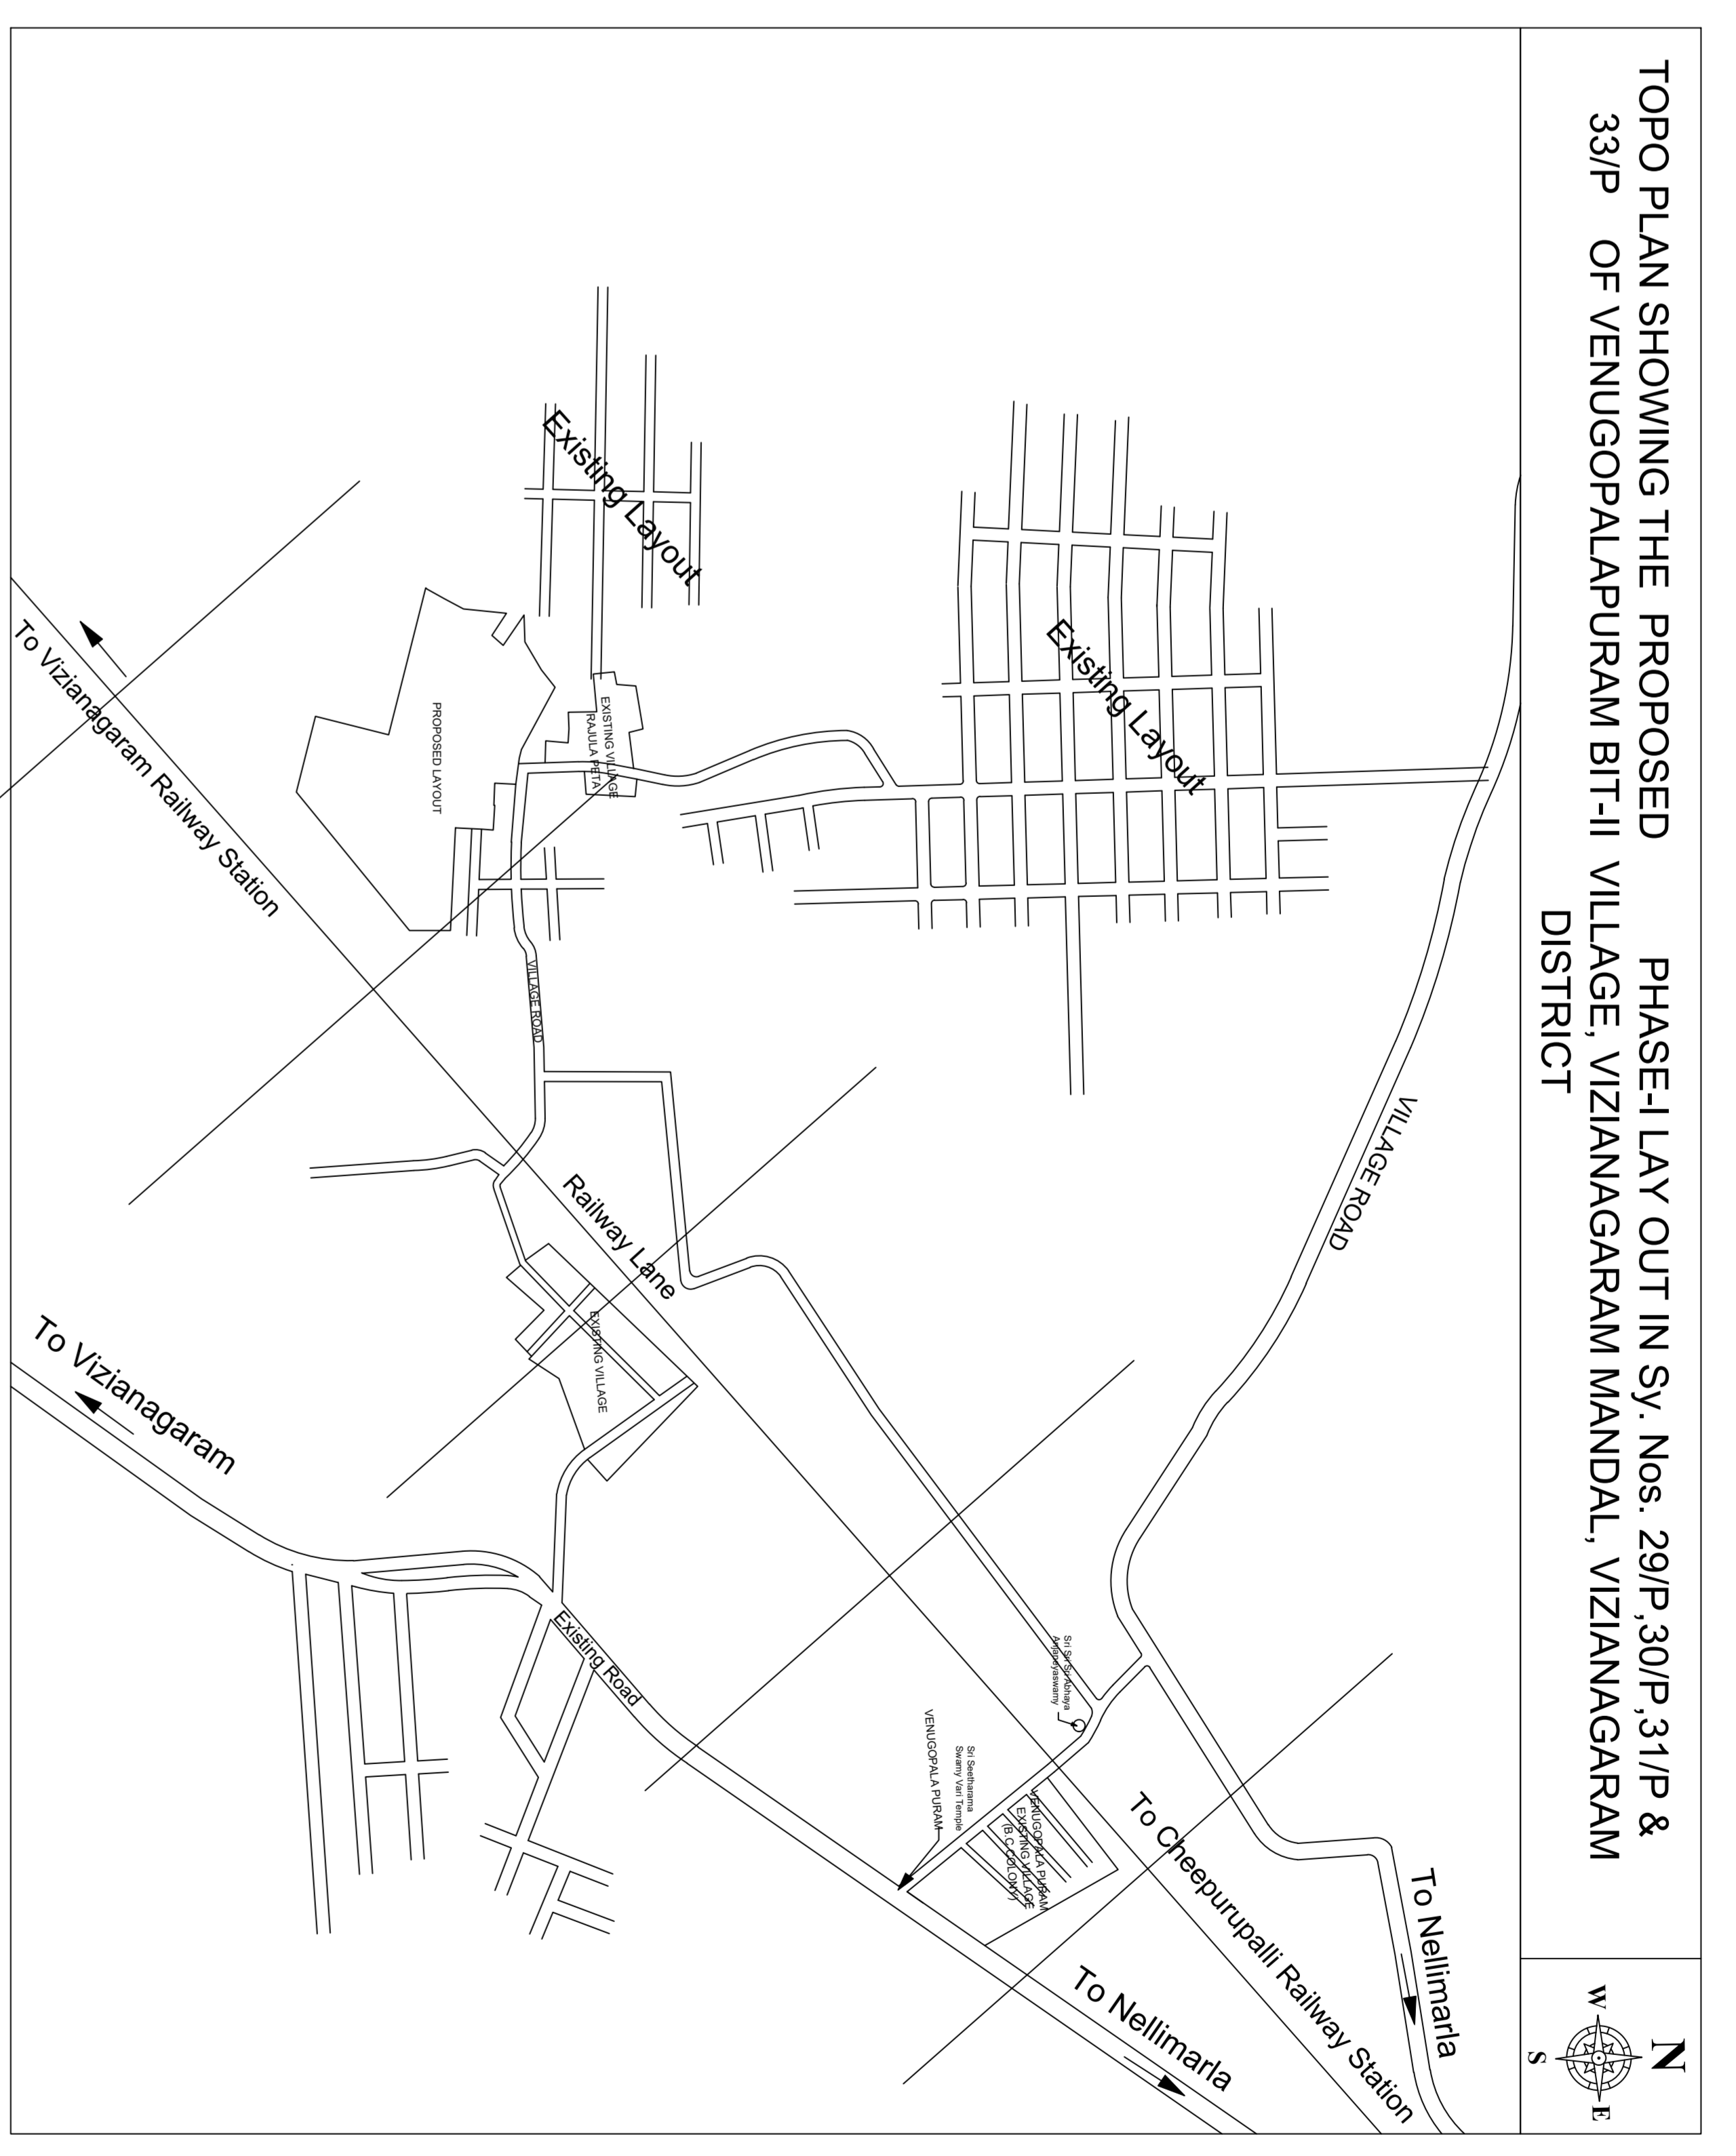 TOPO PLAN SHOWING THE PROPOSED PHASE-I LAY OUT IN Sy. Nos. 29/P,30/P,31/P &
33/P OF VENUGOPALAPURAM BIT-II VILLAGE, VIZIANAGARAM MANDAL, VIZIANAGARAM
DISTRICT
N
W
E
S
To Nellimarla
VILLAGE ROAD
To Cheepurupalli Railway Station
To Nellimarla
Existing Layout
Sri Sri Sri Abhaya
Anjaneyaswamy
VENUGOPALA PURAM
EXISTING VILLAGE
(B.C.COLONY)
Sri Seetharama
Swamy Vari Temple
VENUGOPALA PURAM
Existing Layout
Railway Lane
EXISTING VILLAGE
RAJULA PETA
EXISTING VILLAGE
Existing Road
VILLAGE ROAD
PROPOSED LAYOUT
To Vizianagaram Railway Station
To Vizianagaram